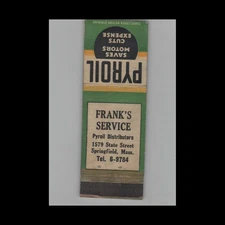 SAVES
MOTORS
CUTS
EXPENSE
PYROIL
FRANK'S
SERVICE
Pyroil Distributors
1579 State Street
Springfield, Mass.
Tel. 6-9784